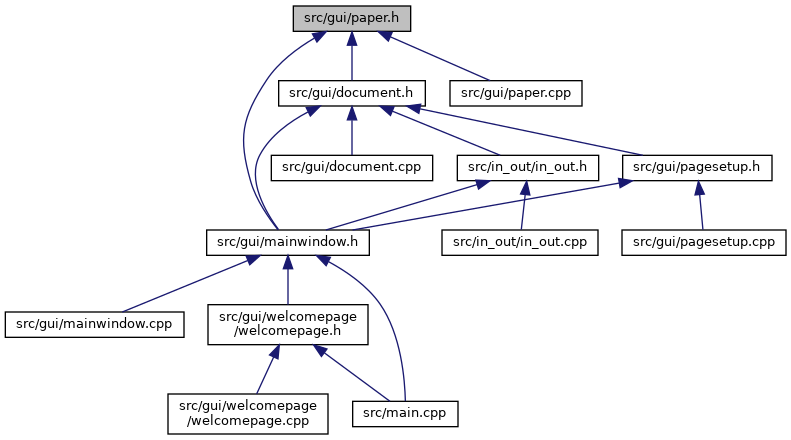 src/gui/paper.h
src/gui/document.h
src/gui/paper.cpp
src/gui/document.cpp
src/in_out/in_out.h
src/gui/pagesetup.h
src/gui/mainwindow.h
src/in_out/in_out.cpp
src/gui/pagesetup.cpp
src/gui/mainwindow.cpp
src/gui/welcomepage
/welcomepage.h
src/gui/welcomepage
/welcomepage.cpp
src/main.cpp